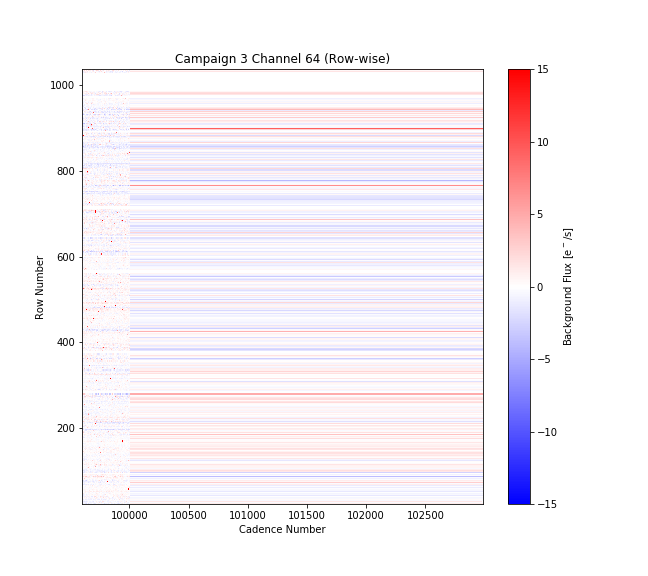 Campaign 3 Channel 64 (Row-wise)
1000
800
600
400
200
Row Number
100000 100500 101000 101500 102000 102500
Cadence Number
15
10
5
0
−5
−10
−15
Background Flux [e⁻/s]